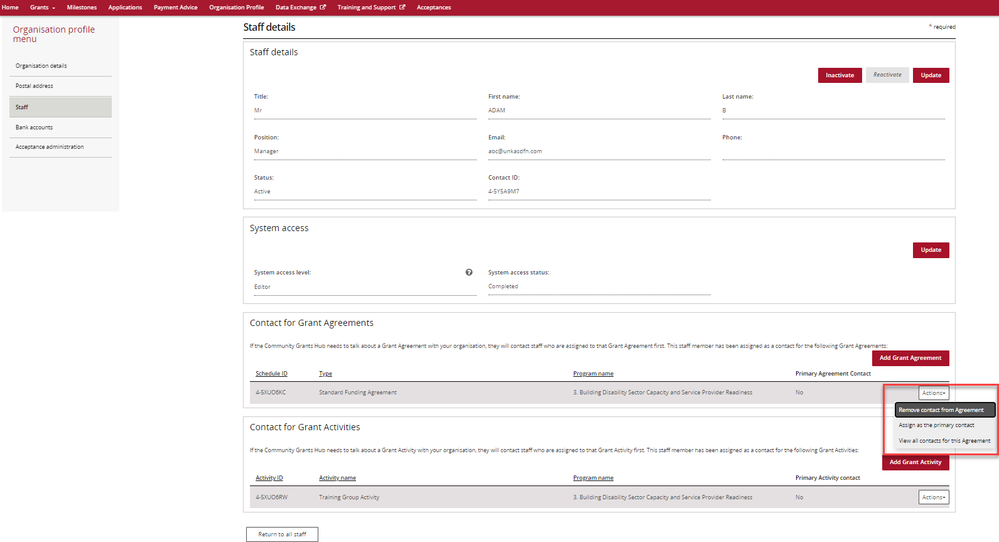 Home Grants Milestones Applications Payment Advice Organisation Profile Data Exchange Training and Support Acceptances
Organisation profile
menu
Organisation details
Postal address
Staff
Bank accounts
Acceptance administration
Staff details
* required
Staff details
Inactivate Reactivate Update
Title: First name: Last name:
Mr ADAM B
Position: Email: Phone:
Manager abc@unkasdfn.com
Status: Contact ID:
Active 4-5Y5A9M7
System access
Update
System access level: ? System access status:
Editor Completed
Contact for Grant Agreements
If the Community Grants Hub needs to talk about a Grant Agreement with your organisation, they will contact staff who are assigned to that Grant Agreement first. This staff member has been assigned as a contact for the following Grant Agreements:
Add Grant Agreement
Schedule ID Type Program name Primary Agreement Contact
4-5XUO6KC Standard Funding Agreement 3. Building Disability Sector Capacity and Service Provider Readiness No Actions
Remove contact from Agreement
Assign as the primary contact
View all contacts for this Agreement
Contact for Grant Activities
If the Community Grants Hub needs to talk about a Grant Activity with your organisation, they will contact staff who are assigned to that Grant Activity first. This staff member has been assigned as a contact for the following Grant Activities:
Add Grant Activity
Activity ID Activity name Program name Primary Activity contact
4-5XUO6RW Training Group Activity 3. Building Disability Sector Capacity and Service Provider Readiness No Actions
Return to all staff